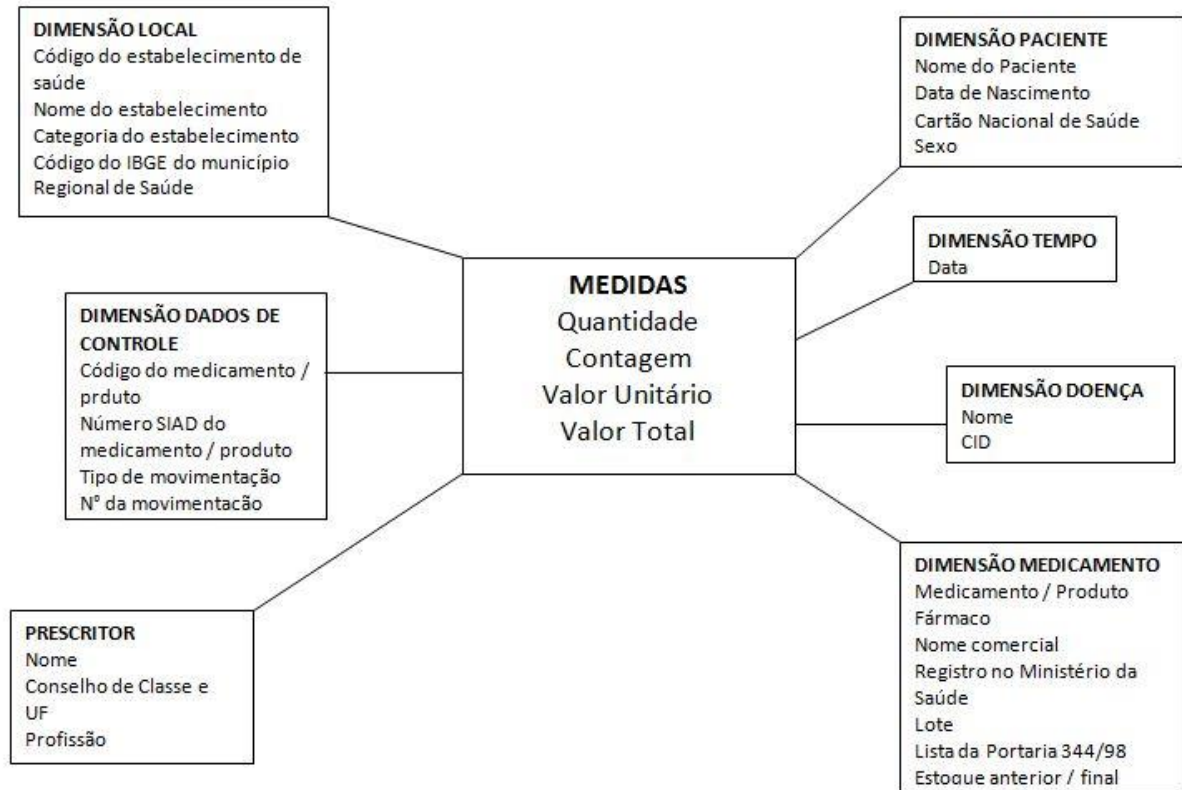 DIMENSÃO LOCAL
Código do estabelecimento de
saúde
Nome do estabelecimento
Categoria do estabelecimento
Código do IBGE do município
Regional de Saúde
DIMENSÃO PACIENTE
Nome do Paciente
Data de Nascimento
Cartão Nacional de Saúde
Sexo
DIMENSÃO TEMPO
Data
MEDIDAS
Quantidade
Contagem
Valor Unitário
Valor Total
DIMENSÃO DADOS DE
CONTROLE
Código do medicamento /
prduto
Número SIAD do
medicamento / produto
Tipo de movimentação
N° da movimentacão
DIMENSÃO DOENÇA
Nome
CID
PRESCRITOR
Nome
Conselho de Classe e
UF
Profissão
DIMENSÃO MEDICAMENTO
Medicamento / Produto
Fármaco
Nome comercial
Registro no Ministério da
Saúde
Lote
Lista da Portaria 344/98
Estoque anterior / final